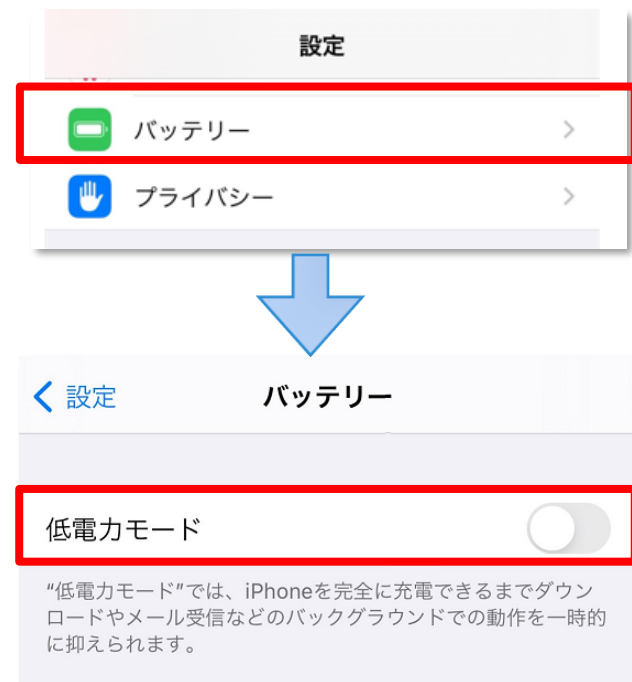 設定
バッテリー
プライバシー
設定
バッテリー
低電力モード
“低電力モード”では、iPhoneを完全に充電できるまでダウン
ロードやメール受信などのバックグラウンドでの動作を一時的
に抑えられます。